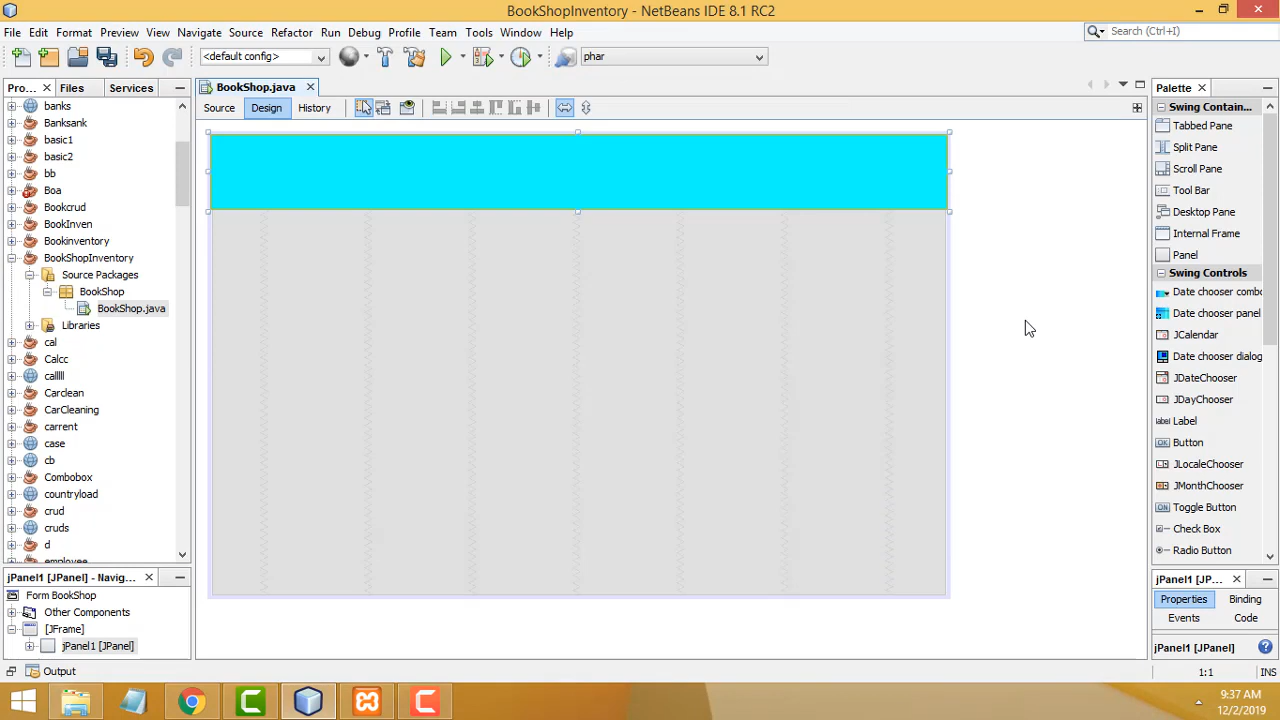 BookShopInventory - NetBeans IDE 8.1 RC2
File Edit Format Preview View Navigate Source Refactor Run Debug Profile Team Tools Window Help
Search (Ctrl+I)
<default config>
phar
Pro...
Files
Services
BookShop.java
Palette
Source
Design
History
banks
Banksank
basic1
basic2
bb
Boa
Bookcrud
BookInven
Bookinventory
BookShopInventory
Source Packages
BookShop
BookShop.java
Libraries
cal
Calcc
callll
Carclean
CarCleaning
carrent
case
cb
Combobox
countryload
crud
cruds
d
employee
Swing Contain...
Tabbed Pane
Split Pane
Scroll Pane
Tool Bar
Desktop Pane
Internal Frame
Panel
Swing Controls
Date chooser combo
Date chooser panel
JCalendar
Date chooser dialog
JDateChooser
JDayChooser
Label
Button
JLocaleChooser
JMonthChooser
Toggle Button
Check Box
Radio Button
jPanel1 [JPanel] - Navig...
Form BookShop
Other Components
[JFrame]
jPanel1 [JPanel]
jPanel1 [JP...
Properties
Binding
Events
Code
jPanel1 [JPanel]
Output
1:1
INS
9:37 AM
12/2/2019